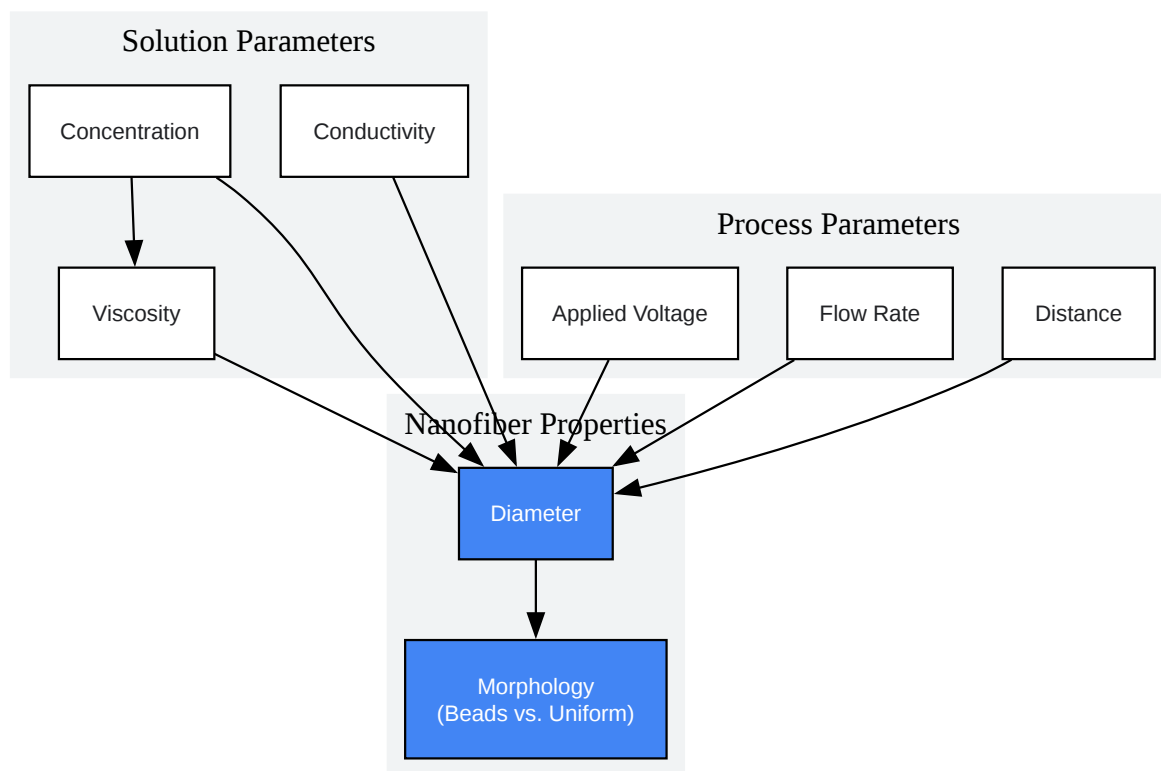 Solution Parameters
Concentration
Conductivity
Viscosity
Process Parameters
Applied Voltage
Flow Rate
Distance
Nanofiber Properties
Diameter
Morphology
(Beads vs. Uniform)